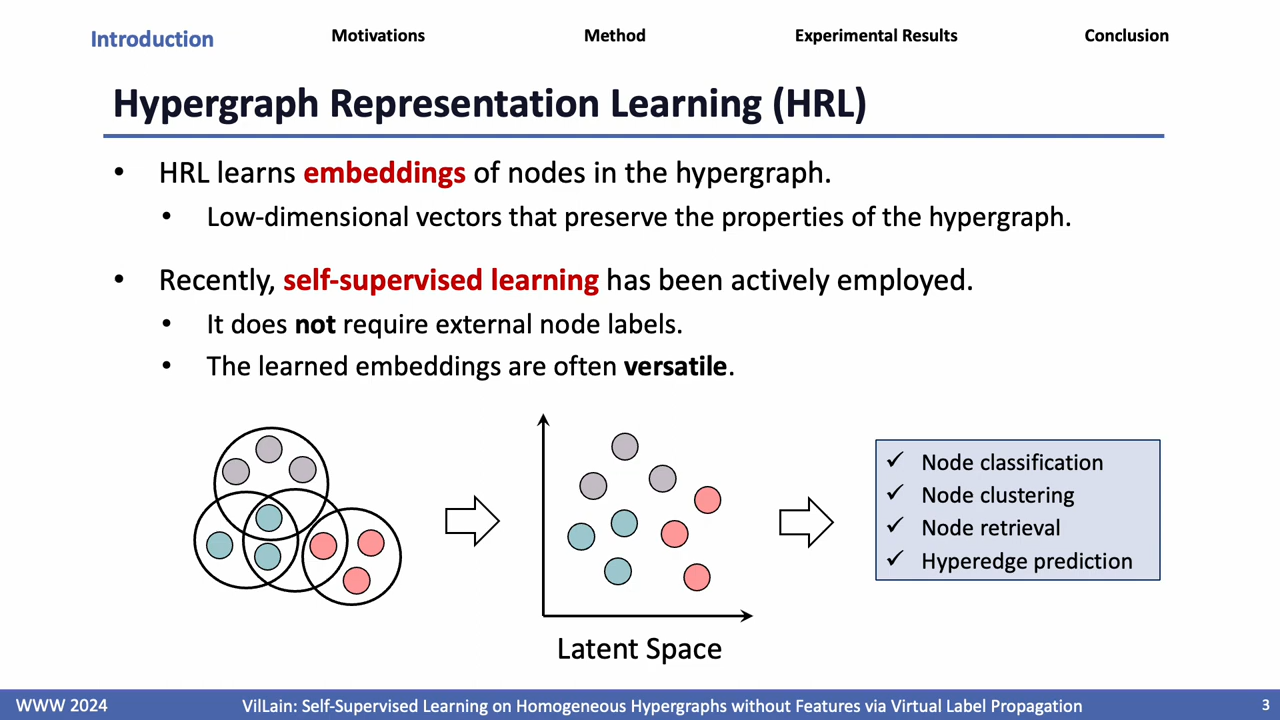 Introduction Motivations Method Experimental Results Conclusion
Hypergraph Representation Learning (HRL)
• HRL learns embeddings of nodes in the hypergraph.
• Low-dimensional vectors that preserve the properties of the hypergraph.
• Recently, self-supervised learning has been actively employed.
• It does not require external node labels.
• The learned embeddings are often versatile.
✓ Node classification
✓ Node clustering
✓ Node retrieval
✓ Hyperedge prediction
Latent Space
WWW 2024 VilLain: Self-Supervised Learning on Homogeneous Hypergraphs without Features via Virtual Label Propagation 3